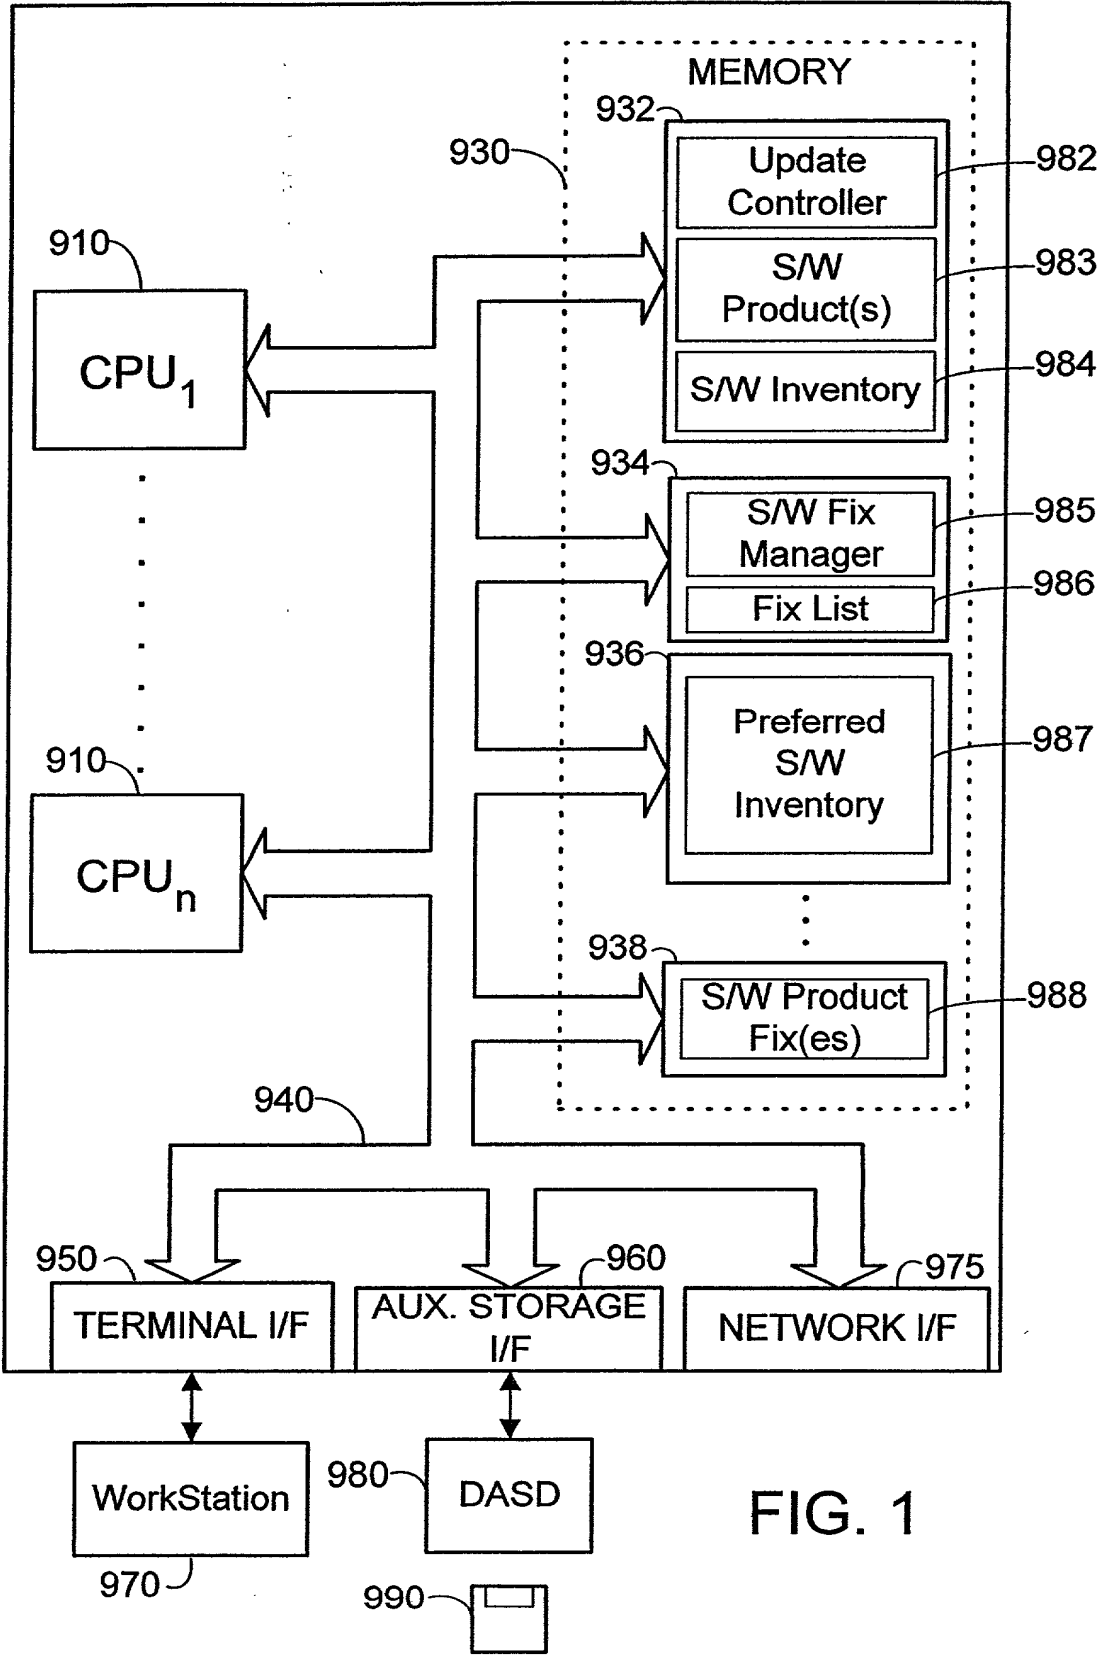 MEMORY
932
930
Update
Controller
982
910
S/W
Product(s)
983
CPU1
S/W Inventory
984
934
S/W Fix
Manager
985
Fix List
986
936
Preferred
S/W
Inventory
987
910
CPUn
938
S/W Product
Fix(es)
988
940
950
960
975
TERMINAL I/F
AUX. STORAGE
I/F
NETWORK I/F
WorkStation
980
DASD
970
990
FIG. 1